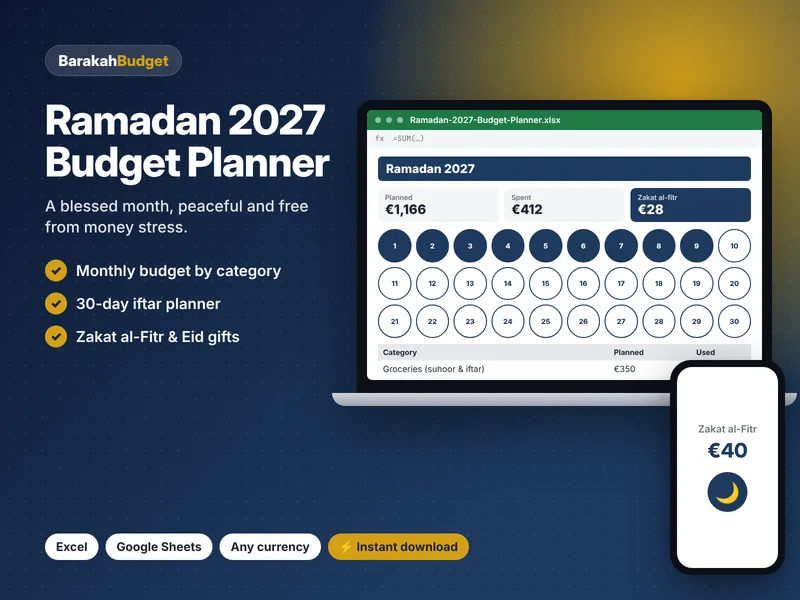 BarakahBudget
Ramadan 2027
Budget Planner
A blessed month, peaceful and free
from money stress.
Monthly budget by category
30-day iftar planner
Zakat al-Fitr & Eid gifts
Excel
Google Sheets
Any currency
⚡ Instant download
Ramadan-2027-Budget-Planner.xlsx
fx =SUM(…)
Ramadan 2027
Planned Spent Zakat al-fitr
€1,166 €412 €28
1 2 3 4 5 6 7 8 9 10
11 12 13 14 15 16 17 18 19 20
21 22 23 24 25 26 27 28 29 30
Category Planned Used
Groceries (suhoor & iftar) €350
Zakat al-Fitr
€40